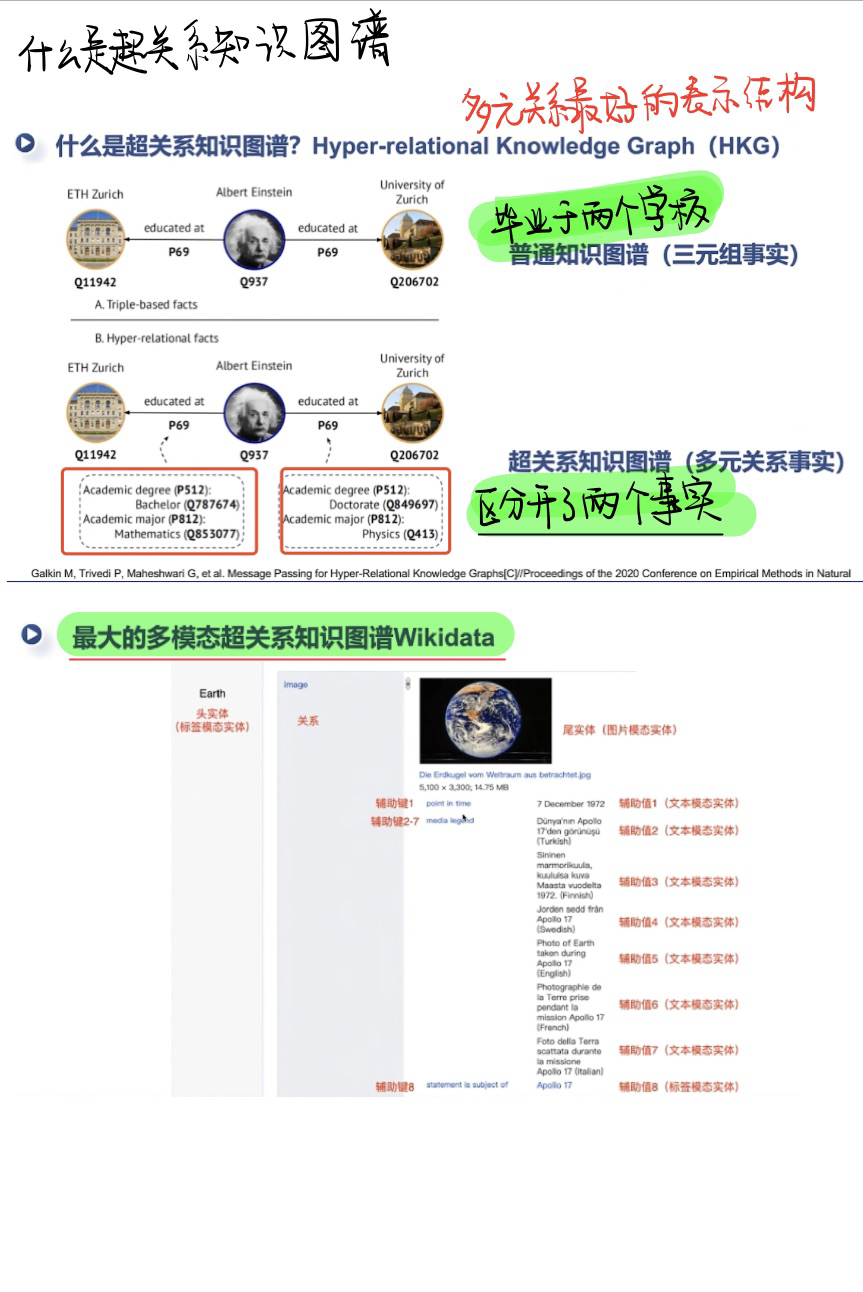 什么是超关系知识图谱
多元关系最好的表示结构
什么是超关系知识图谱？Hyper-relational Knowledge Graph（HKG）
ETH Zurich
Albert Einstein
University of
Zurich
educated at
educated at
P69
P69
Q11942
Q937
Q206702
毕业于两个学校
普通知识图谱（三元组事实）
A. Triple-based facts
B. Hyper-relational facts
ETH Zurich
Albert Einstein
University of
Zurich
educated at
educated at
P69
P69
Q11942
Q937
Q206702
超关系知识图谱（多元关系事实）
区分开了两个事实
Academic degree (P512):
Bachelor (Q787674)
Academic major (P812):
Mathematics (Q853077)
Academic degree (P512):
Doctorate (Q849697)
Academic major (P812):
Physics (Q413)
Galkin M, Trivedi P, Maheshwari G, et al. Message Passing for Hyper-Relational Knowledge Graphs[C]//Proceedings of the 2020 Conference on Empirical Methods in Natural
最大的多模态超关系知识图谱Wikidata
Earth
头实体
（标签模态实体）
image
关系
尾实体（图片模态实体）
Die Erdkugel vom Weltraum aus betrachtet.jpg
5,100 × 3,300; 14.75 MB
辅助键1 point in time 7 December 1972 辅助值1（文本模态实体）
辅助键2-7 media legend
Dünya'nın Apollo
17'den görünüşü
(Turkish)
辅助值2（文本模态实体）
Sininen
marmorikuula,
kuuluisa kuva
Maasta vuodelta
1972. (Finnish)
辅助值3（文本模态实体）
Jorden sedd från
Apollo 17
(Swedish)
辅助值4（文本模态实体）
Photo of Earth
taken during
Apollo 17
(English)
辅助值5（文本模态实体）
Photographie de
la Terre prise
pendant la
mission Apollo 17
(French)
辅助值6（文本模态实体）
Foto della Terra
scattata durante
la missione
Apollo 17 (Italian)
辅助值7（文本模态实体）
辅助键8 statement is subject of Apollo 17 辅助值8（标签模态实体）